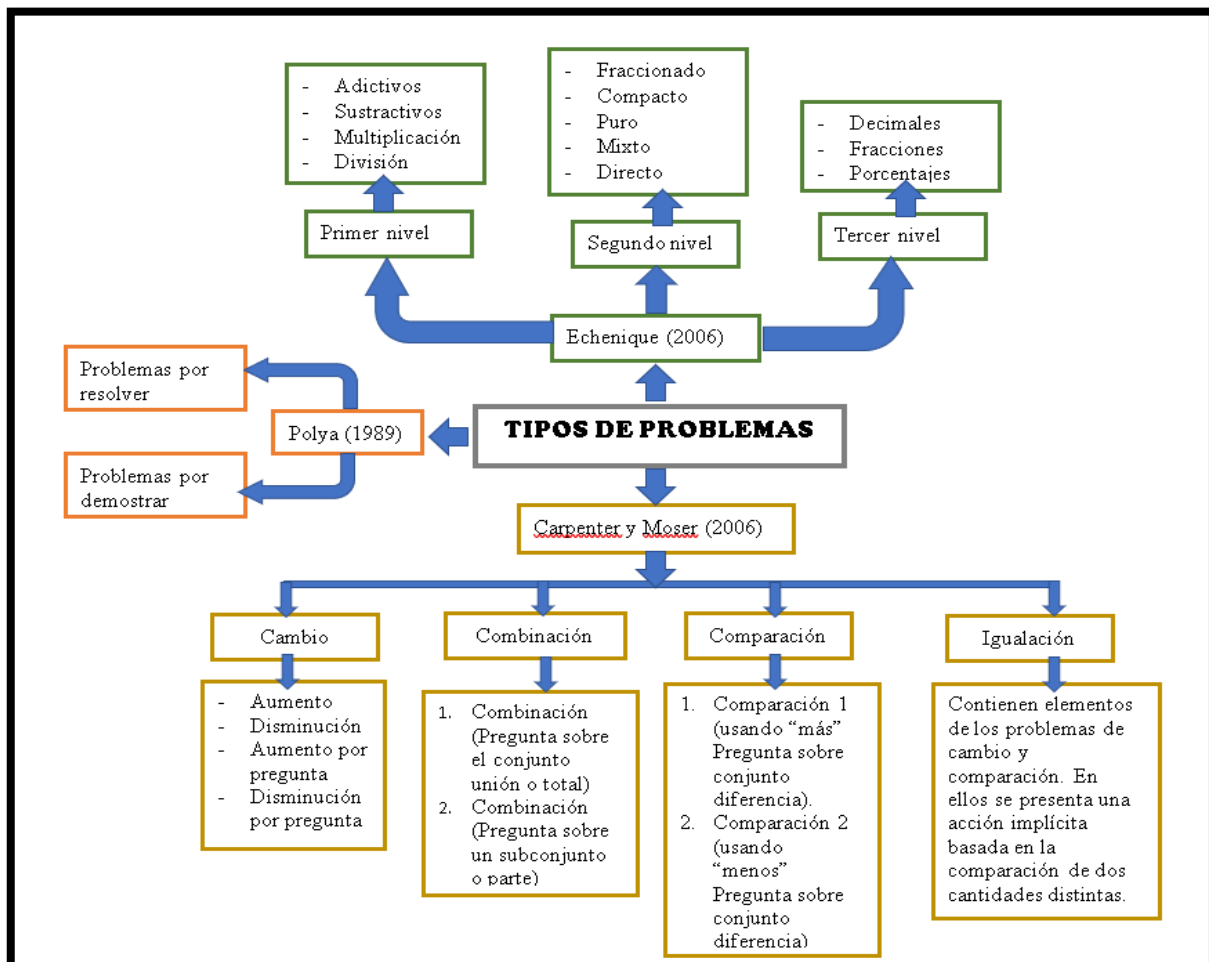 - Adictivos
- Sustractivos
- Multiplicación
- División
- Fraccionado
- Compacto
- Puro
- Mixto
- Directo
- Decimales
- Fracciones
- Porcentajes
Primer nivel
Segundo nivel
Tercer nivel
Echenique (2006)
Problemas por
resolver
Polya (1989)
Problemas por
demostrar
TIPOS DE PROBLEMAS
Carpenter y Moser (2006)
Cambio
- Aumento
- Disminución
- Aumento por
pregunta
- Disminución
por pregunta
Combinación
1. Combinación
(Pregunta sobre
el conjunto
unión o total)
2. Combinación
(Pregunta sobre
un subconjunto
o parte)
Comparación
1. Comparación 1
(usando “más”
Pregunta sobre
conjunto
diferencia).
2. Comparación 2
(usando
“menos”
Pregunta sobre
conjunto
diferencia)
Igualación
Contienen elementos
de los problemas de
cambio y
comparación. En
ellos se presenta una
acción implícita
basada en la
comparación de dos
cantidades distintas.